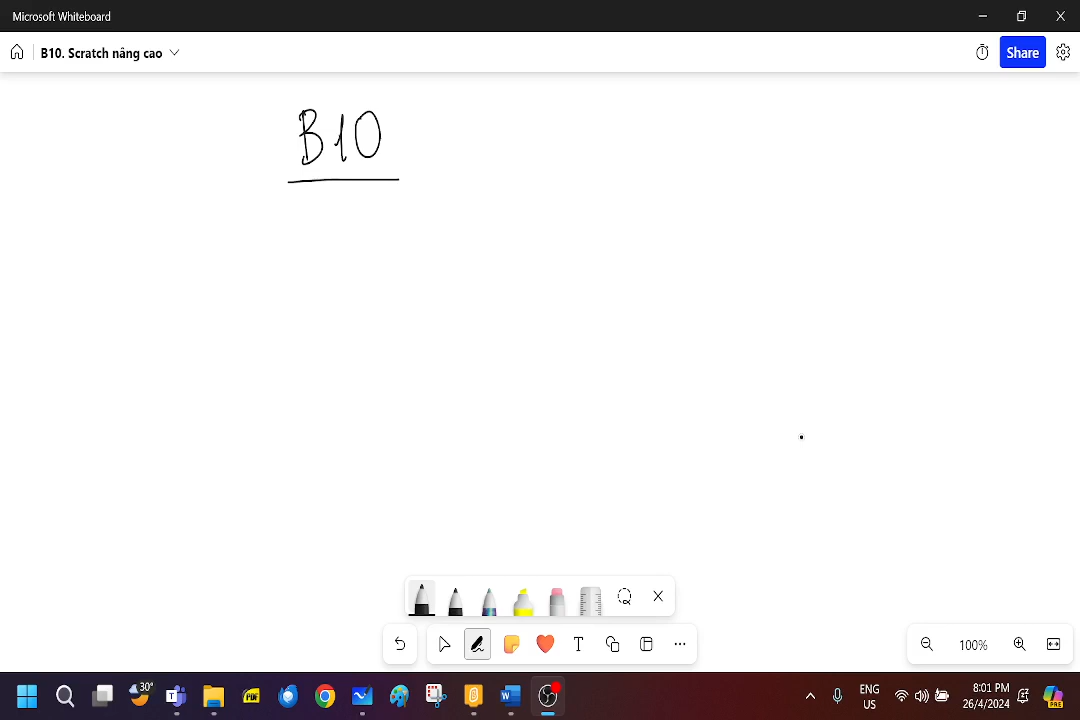 Microsoft Whiteboard
B10. Scratch nâng cao
Share
B10
100%
30°
ENG
US
8:01 PM
26/4/2024